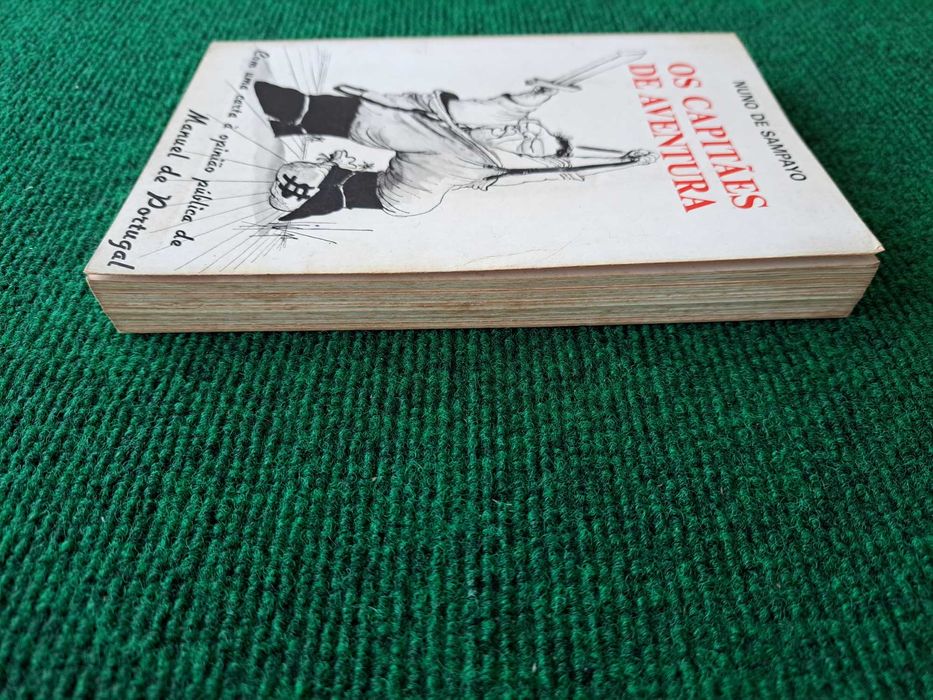 NUNO DE SAMPAYO
OS CAPITÃES
DE AVENTURA
Com uma carta à opinião pública de
Manuel de Portugal